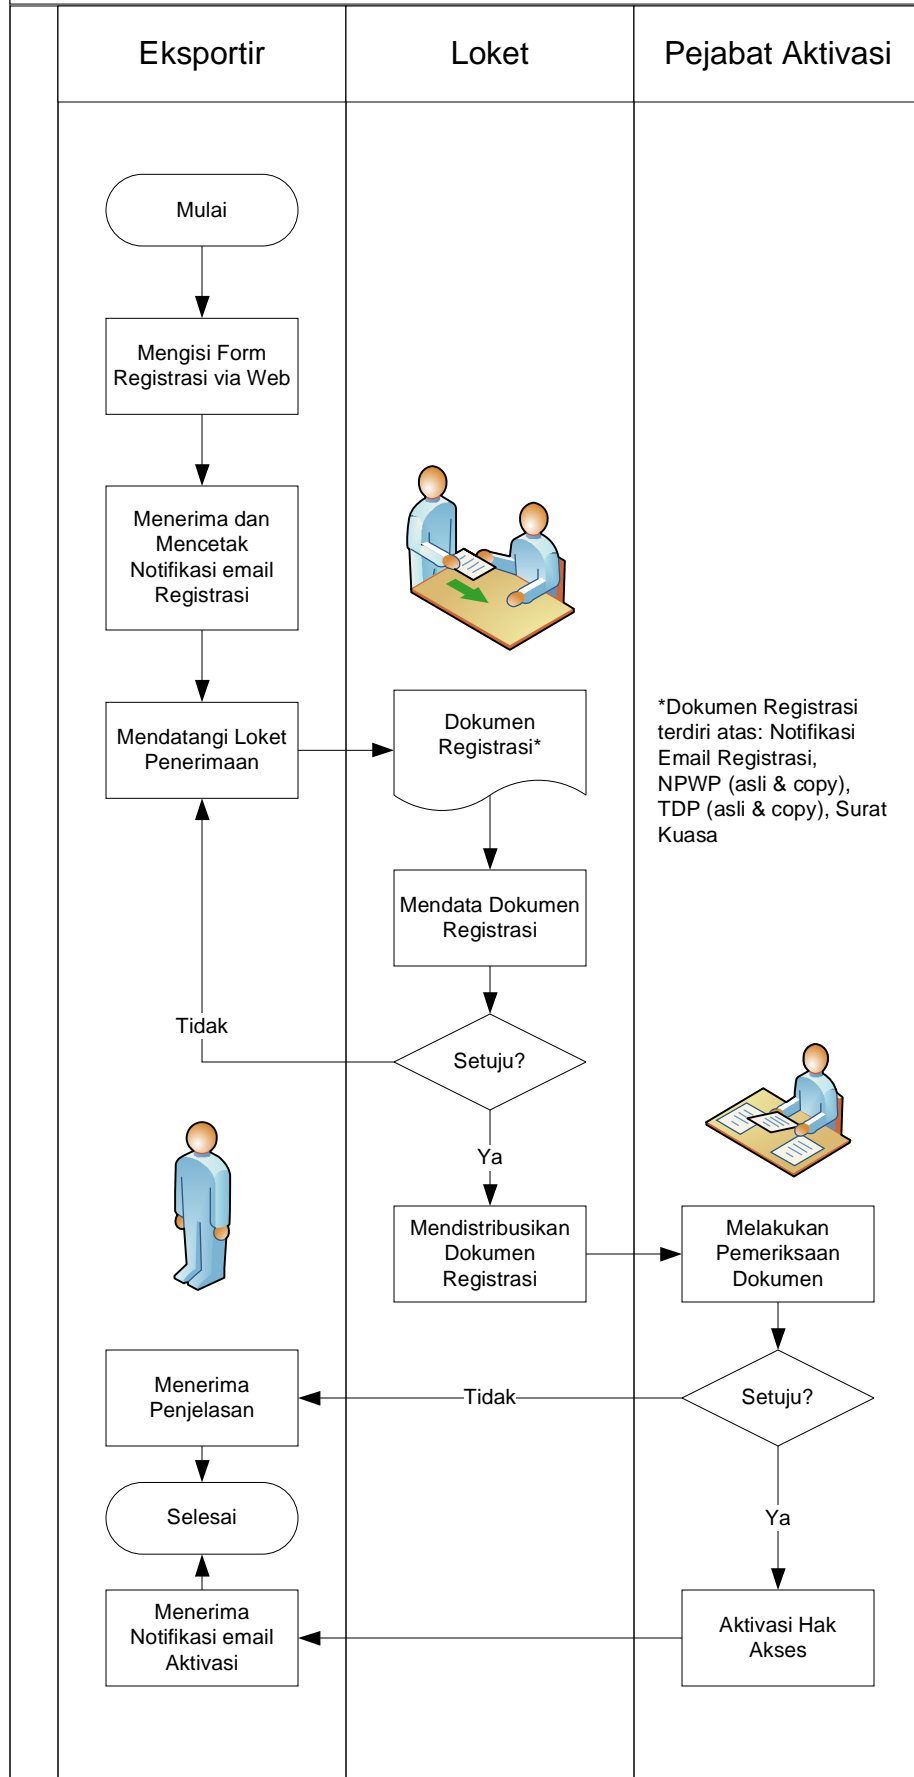 Eksportir
Loket
Pejabat Aktivasi
Mulai
Mengisi Form
Registrasi via Web
Menerima dan
Mencetak
Notifikasi email
Registrasi
Mendatangi Loket
Penerimaan
Dokumen
Registrasi*
*Dokumen Registrasi
terdiri atas: Notifikasi
Email Registrasi,
NPWP (asli & copy),
TDP (asli & copy), Surat
Kuasa
Mendata Dokumen
Registrasi
Tidak
Setuju?
Ya
Mendistribusikan
Dokumen
Registrasi
Melakukan
Pemeriksaan
Dokumen
Menerima
Penjelasan
Tidak
Setuju?
Selesai
Ya
Menerima
Notifikasi email
Aktivasi
Aktivasi Hak
Akses